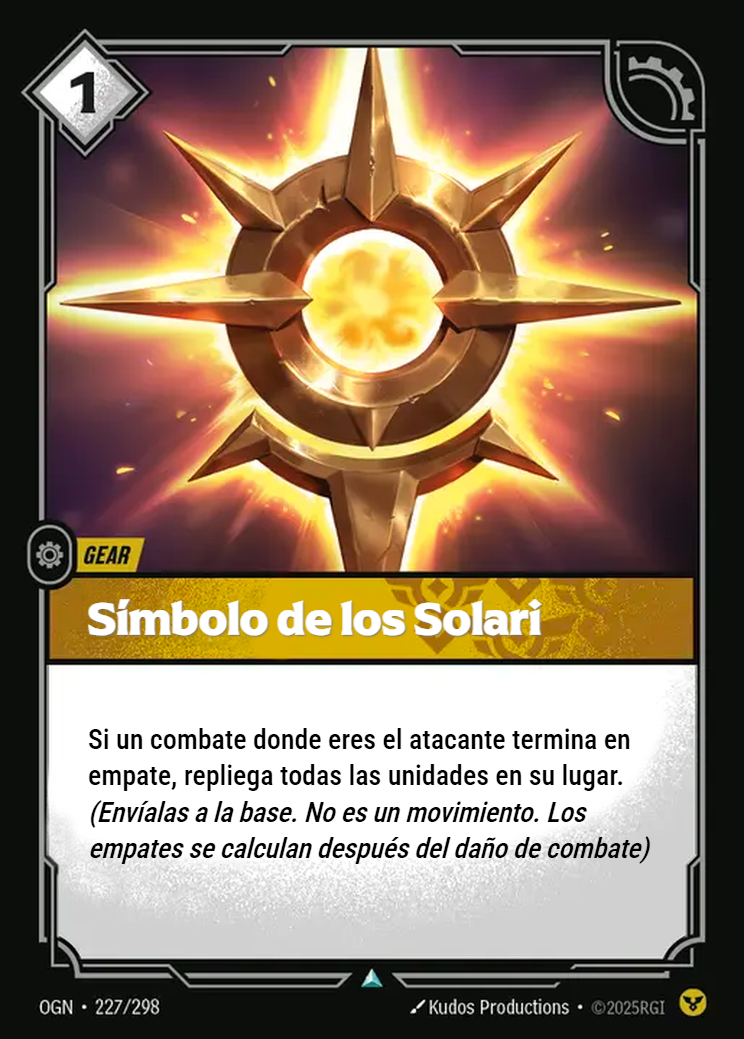 1
GEAR
Símbolo de los Solari
Si un combate donde eres el atacante termina en
empate, repliega todas las unidades en su lugar.
(Envíalas a la base. No es un movimiento. Los
empates se calculan después del daño de combate)
OGN • 227/298
Kudos Productions • ©2025RGI